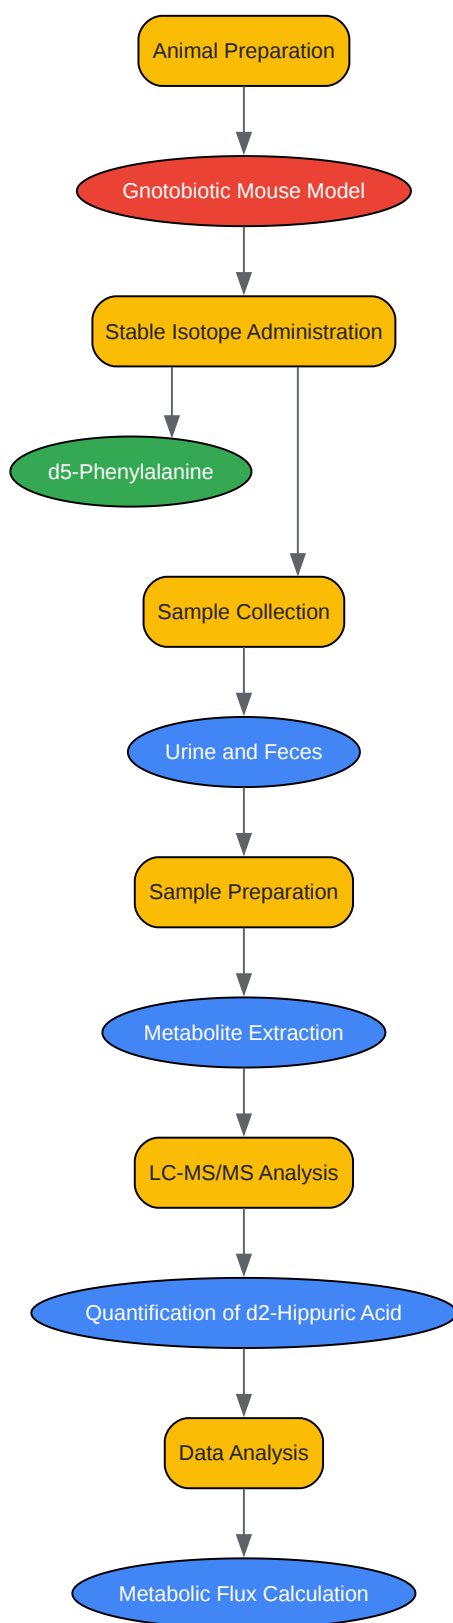 Animal Preparation
Gnotobiotic Mouse Model
Stable Isotope Administration
d5-Phenylalanine
Sample Collection
Urine and Feces
Sample Preparation
Metabolite Extraction
LC-MS/MS Analysis
Quantification of d2-Hippuric Acid
Data Analysis
Metabolic Flux Calculation